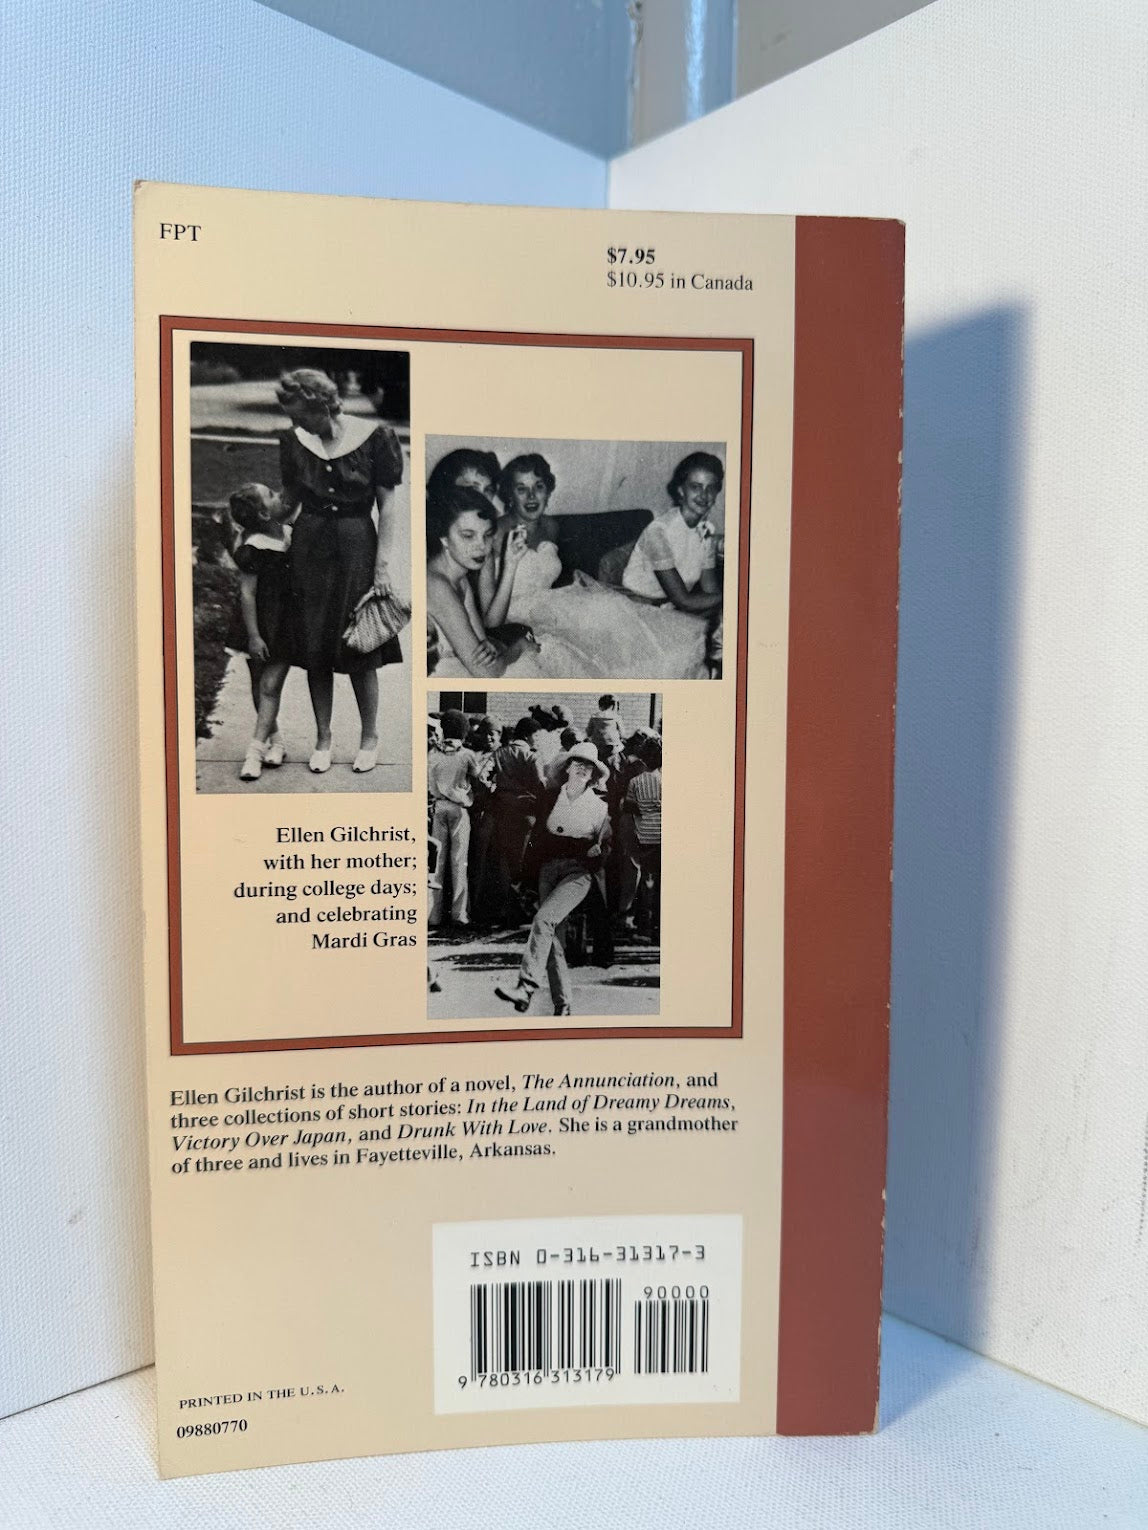 FPT
$7.95
$10.95 in Canada
Ellen Gilchrist,
with her mother;
during college days;
and celebrating
Mardi Gras
Ellen Gilchrist is the author of a novel, The Annunciation, and
three collections of short stories: In the Land of Dreamy Dreams,
Victory Over Japan, and Drunk With Love. She is a grandmother
of three and lives in Fayetteville, Arkansas.
ISBN 0-316-31317-3
90000
9 780316 313179
PRINTED IN THE U.S.A.
09880770